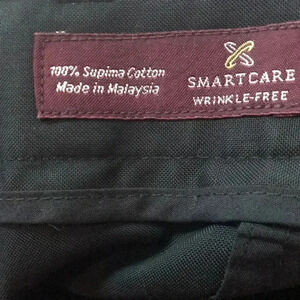 100% Supima Cotton
Made in Malaysia
SMARTCARE
WRINKLE-FREE